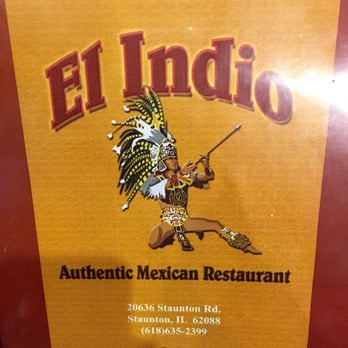 El Indio
Authentic Mexican Restaurant
20636 Staunton Rd.
Staunton, IL 62088
(618)635-2399